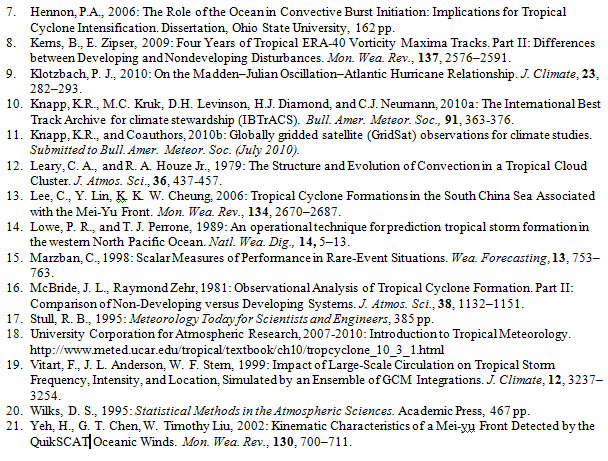 7. Hennon, P.A., 2006: The Role of the Ocean in Convective Burst Initiation: Implications for Tropical
Cyclone Intensification. Dissertation, Ohio State University, 162 pp.
8. Kerns, B., E. Zipser, 2009: Four Years of Tropical ERA-40 Vorticity Maxima Tracks. Part II: Differences
between Developing and Nondeveloping Disturbances. Mon. Wea. Rev., 137, 2576–2591.
9. Klotzbach, P. J., 2010: On the Madden–Julian Oscillation–Atlantic Hurricane Relationship. J. Climate, 23,
282–293.
10. Knapp, K.R., M.C. Kruk, D.H. Levinson, H.J. Diamond, and C.J. Neumann, 2010a: The International Best
Track Archive for climate stewardship (IBTrACS). Bull. Amer. Meteor. Soc., 91, 363-376.
11. Knapp, K.R., and Coauthors, 2010b: Globally gridded satellite (GridSat) observations for climate studies.
Submitted to Bull. Amer. Meteor. Soc. (July 2010).
12. Leary, C. A., and R. A. Houze Jr., 1979: The Structure and Evolution of Convection in a Tropical Cloud
Cluster. J. Atmos. Sci., 36, 437-457.
13. Lee, C., Y. Lin, K. K. W. Cheung, 2006: Tropical Cyclone Formations in the South China Sea Associated
with the Mei-Yu Front. Mon. Wea. Rev., 134, 2670–2687.
14. Lowe, P. R., and T. J. Perrone, 1989: An operational technique for prediction tropical storm formation in
the western North Pacific Ocean. Natl. Wea. Dig., 14, 5–13.
15. Marzban, C., 1998: Scalar Measures of Performance in Rare-Event Situations. Wea. Forecasting, 13, 753–
763.
16. McBride, J. L., Raymond Zehr, 1981: Observational Analysis of Tropical Cyclone Formation. Part II:
Comparison of Non-Developing versus Developing Systems. J. Atmos. Sci., 38, 1132–1151.
17. Stull, R. B., 1995: Meteorology Today for Scientists and Engineers, 385 pp.
18. University Corporation for Atmospheric Research, 2007-2010: Introduction to Tropical Meteorology.
http://www.meted.ucar.edu/tropical/textbook/ch10/tropcyclone_10_3_1.html
19. Vitart, F., J. L. Anderson, W. F. Stern, 1999: Impact of Large-Scale Circulation on Tropical Storm
Frequency, Intensity, and Location, Simulated by an Ensemble of GCM Integrations. J. Climate, 12, 3237–
3254.
20. Wilks, D. S., 1995: Statistical Methods in the Atmospheric Sciences. Academic Press, 467 pp.
21. Yeh, H., G. T. Chen, W. Timothy Liu, 2002: Kinematic Characteristics of a Mei-yu Front Detected by the
QuikSCAT Oceanic Winds. Mon. Wea. Rev., 130, 700–711.